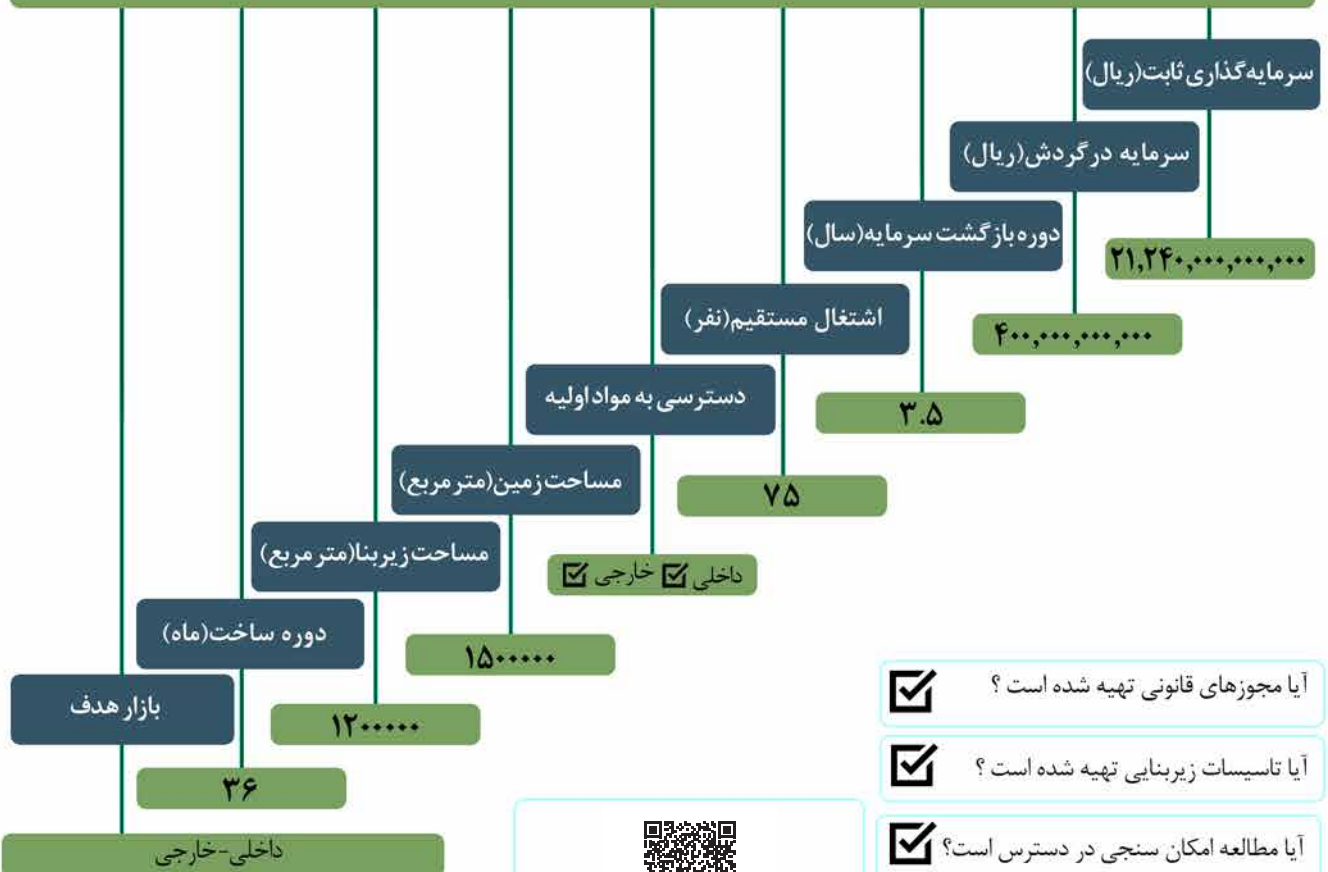 سرمایه گذاری ثابت(ریال)
۲۱,۲۴۰,۰۰۰,۰۰۰,۰۰۰
سرمایه در گردش(ریال)
۴۰۰,۰۰۰,۰۰۰,۰۰۰
دوره بازگشت سرمایه(سال)
۳.۵
اشتغال مستقیم(نفر)
۷۵
دسترسی به مواد اولیه
داخلی ☑ خارجی ☑
مساحت زمین(متر مربع)
۱۵۰۰۰۰۰
مساحت زیربنا(متر مربع)
۱۲۰۰۰۰۰
دوره ساخت(ماه)
۳۶
بازار هدف
داخلی-خارجی
آیا مجوزهای قانونی تهیه شده است ؟ ☑
آیا تاسیسات زیربنایی تهیه شده است ؟ ☑
آیا مطالعه امکان سنجی در دسترس است؟ ☑